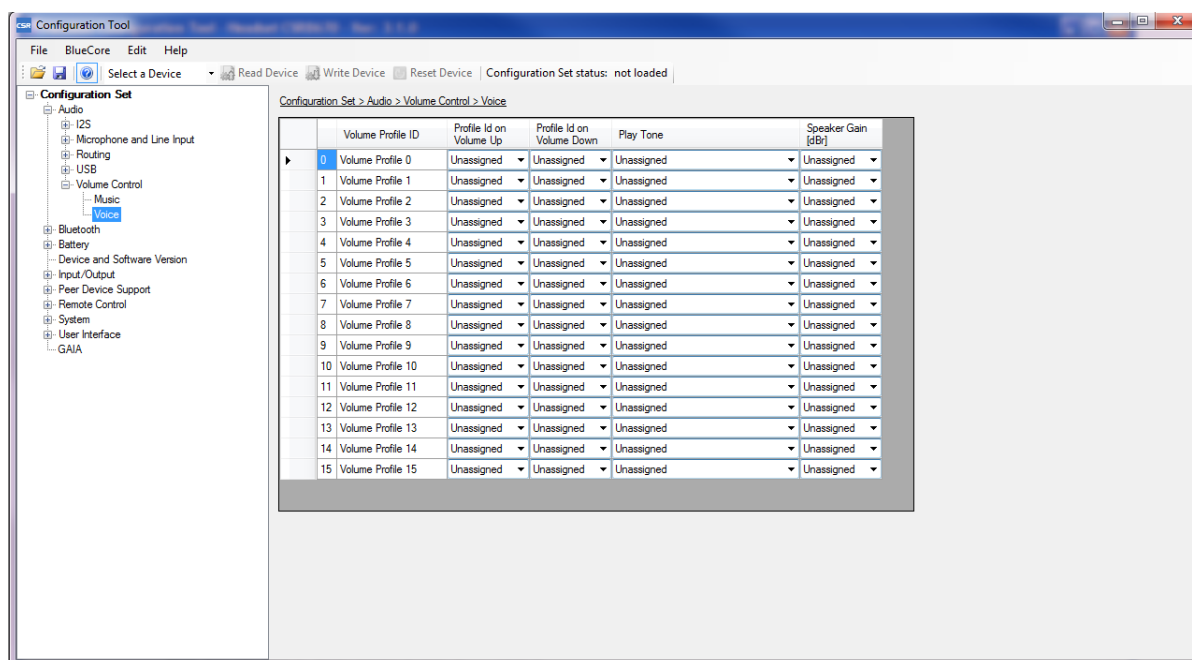 CSR Configuration Tool
File BlueCore Edit Help
Select a Device Read Device Write Device Reset Device Configuration Set status: not loaded
Configuration Set
Audio
I2S
Microphone and Line Input
Routing
USB
Volume Control
Music
Voice
Bluetooth
Battery
Device and Software Version
Input/Output
Peer Device Support
Remote Control
System
User Interface
GAIA
Configuration Set > Audio > Volume Control > Voice
Volume Profile ID Profile Id on Volume Up Profile Id on Volume Down Play Tone Speaker Gain [dBr]
0 Volume Profile 0 Unassigned Unassigned Unassigned Unassigned
1 Volume Profile 1 Unassigned Unassigned Unassigned Unassigned
2 Volume Profile 2 Unassigned Unassigned Unassigned Unassigned
3 Volume Profile 3 Unassigned Unassigned Unassigned Unassigned
4 Volume Profile 4 Unassigned Unassigned Unassigned Unassigned
5 Volume Profile 5 Unassigned Unassigned Unassigned Unassigned
6 Volume Profile 6 Unassigned Unassigned Unassigned Unassigned
7 Volume Profile 7 Unassigned Unassigned Unassigned Unassigned
8 Volume Profile 8 Unassigned Unassigned Unassigned Unassigned
9 Volume Profile 9 Unassigned Unassigned Unassigned Unassigned
10 Volume Profile 10 Unassigned Unassigned Unassigned Unassigned
11 Volume Profile 11 Unassigned Unassigned Unassigned Unassigned
12 Volume Profile 12 Unassigned Unassigned Unassigned Unassigned
13 Volume Profile 13 Unassigned Unassigned Unassigned Unassigned
14 Volume Profile 14 Unassigned Unassigned Unassigned Unassigned
15 Volume Profile 15 Unassigned Unassigned Unassigned Unassigned